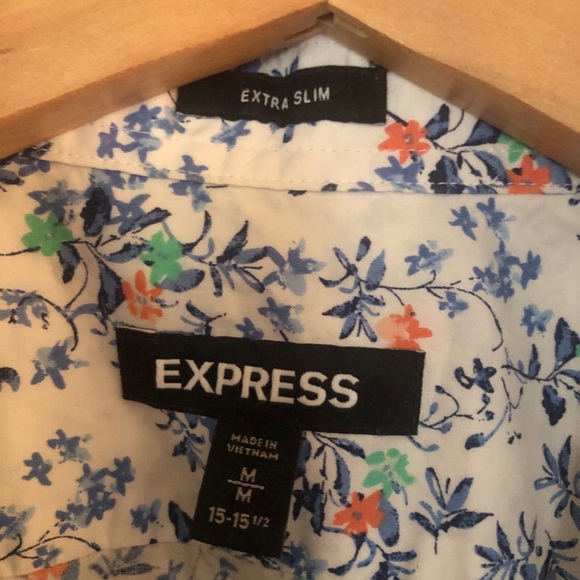 EXTRA SLIM
EXPRESS
MADE IN
VIETNAM
M
M
15-15 1/2